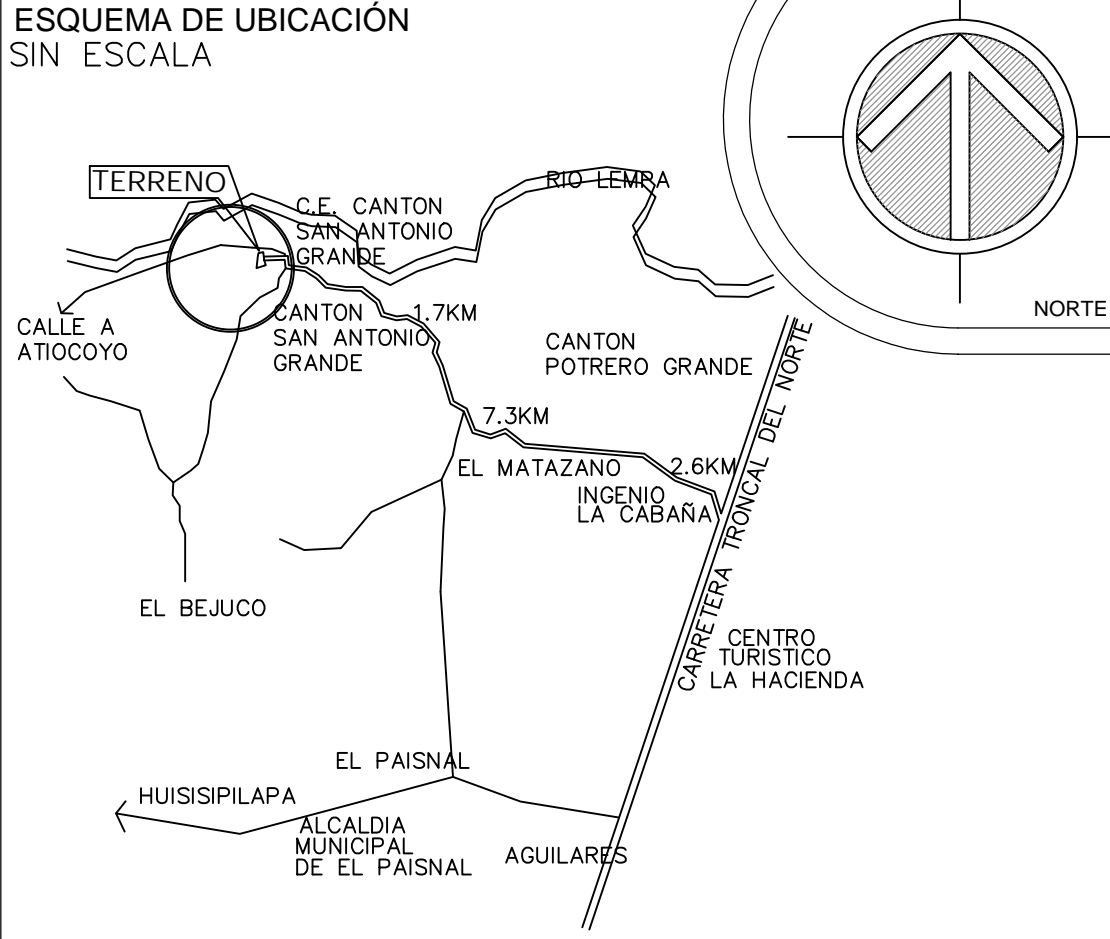 ESQUEMA DE UBICACIÓN
SIN ESCALA
NORTE
TERRENO
RIO LEMPA
C.E. CANTON
SAN ANTONIO
GRANDE
CALLE A
ATIOCOYO
CANTON
SAN ANTONIO
GRANDE
1.7KM
CANTON
POTRERO GRANDE
7.3KM
EL MATAZANO
2.6KM
INGENIO
LA CABAÑA
CARRETERA TRONCAL DEL NORTE
EL BEJUCO
CENTRO
TURISTICO
LA HACIENDA
EL PAISNAL
HUISISIPILAPA
ALCALDIA
MUNICIPAL
DE EL PAISNAL
AGUILARES